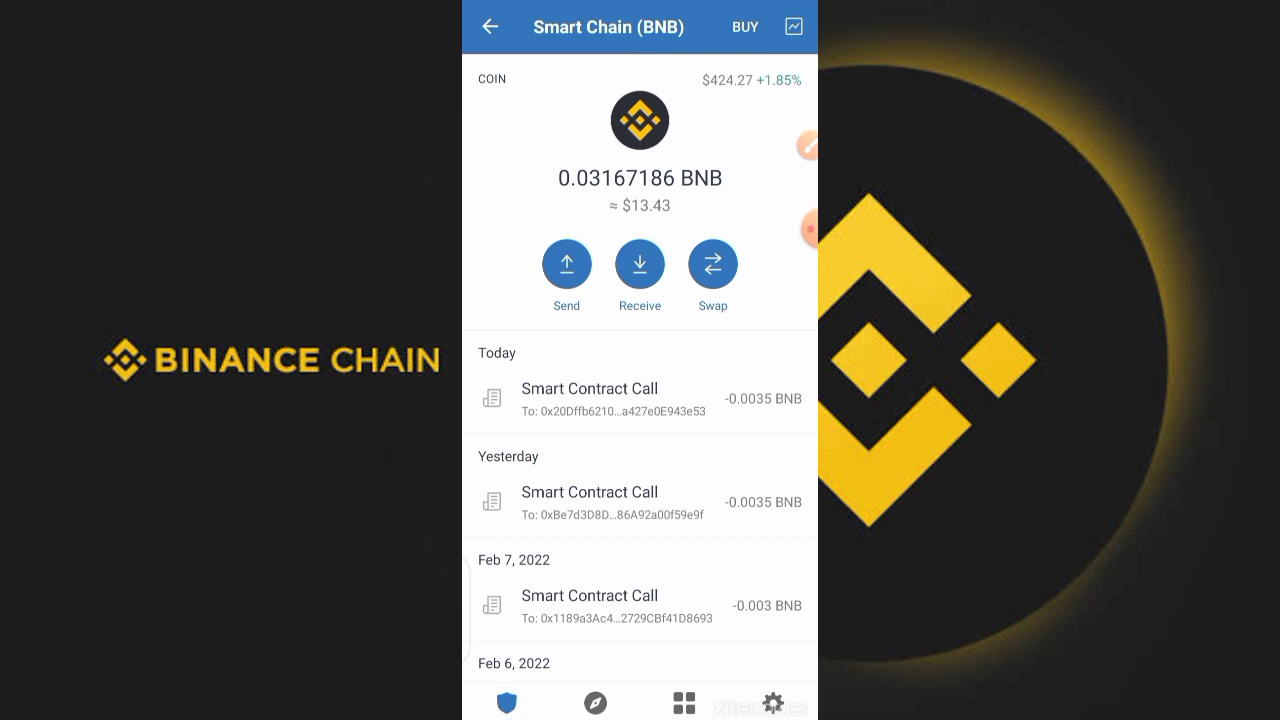 Smart Chain (BNB) BUY
COIN $424.27 +1.85%
0.03167186 BNB
≈ $13.43
Send Receive Swap
Today
Smart Contract Call
-0.0035 BNB
To: 0x20Dffb6210...a427e0E943e53
Yesterday
Smart Contract Call
-0.0035 BNB
To: 0xBe7d3D8D...86A92a00f59e9f
Feb 7, 2022
Smart Contract Call
-0.003 BNB
To: 0x1189a3Ac4...2729CBf41D8693
Feb 6, 2022
XRecorder
BINANCE CHAIN